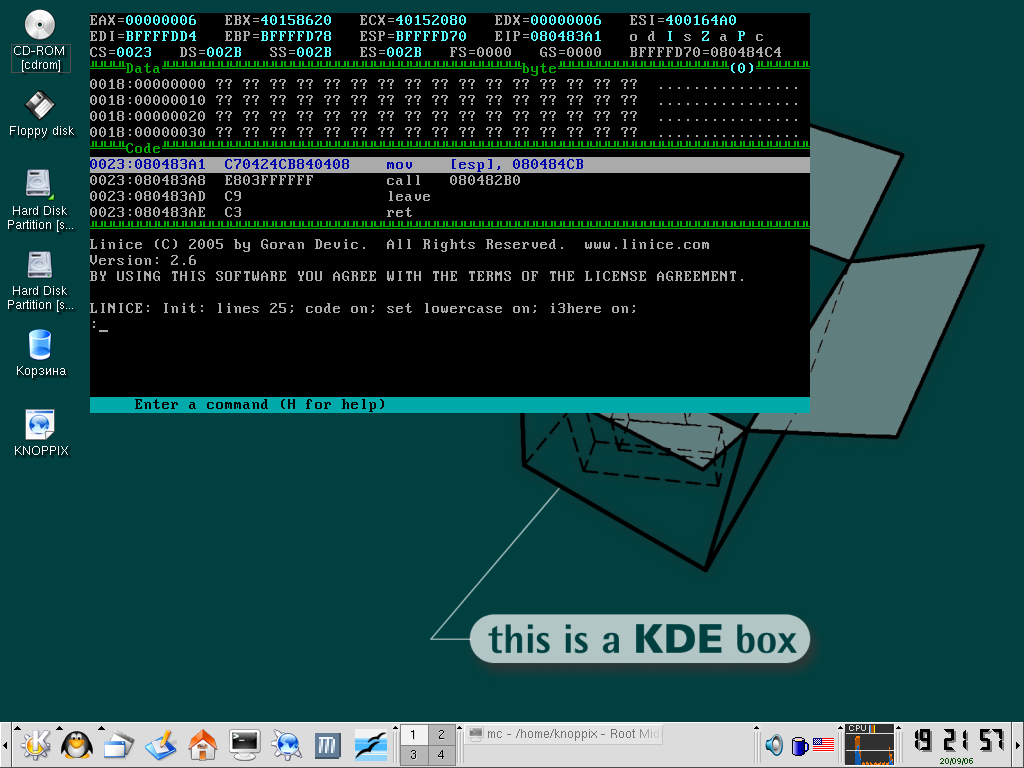 CD-ROM
[cdrom]
Floppy disk
Hard Disk
Partition [s...
Hard Disk
Partition [s...
Корзина
KNOPPIX
EAX=00000006 EBX=40158620 ECX=40152080 EDX=00000006 ESI=400164A0
EDI=BFFFFDD4 EBP=BFFFFD78 ESP=BFFFFD70 EIP=080483A1 o d I s Z a P c
CS=0023 DS=002B SS=002B ES=002B FS=0000 GS=0000 BFFFFD70=080484C4
Data byte (0)
0018:00000000 ?? ?? ?? ?? ?? ?? ?? ?? ?? ?? ?? ?? ?? ?? ?? ?? ................
0018:00000010 ?? ?? ?? ?? ?? ?? ?? ?? ?? ?? ?? ?? ?? ?? ?? ?? ................
0018:00000020 ?? ?? ?? ?? ?? ?? ?? ?? ?? ?? ?? ?? ?? ?? ?? ?? ................
0018:00000030 ?? ?? ?? ?? ?? ?? ?? ?? ?? ?? ?? ?? ?? ?? ?? ?? ................
Code
0023:080483A1 C70424CB840408 mov [esp], 080484CB
0023:080483A8 E803FFFFFF call 080482B0
0023:080483AD C9 leave
0023:080483AE C3 ret
Linice (C) 2005 by Goran Devic. All Rights Reserved. www.linice.com
Version: 2.6
BY USING THIS SOFTWARE YOU AGREE WITH THE TERMS OF THE LICENSE AGREEMENT.
LINICE: Init: lines 25; code on; set lowercase on; i3here on;
:_
Enter a command (H for help)
this is a KDE box
1 2
3 4
mc - /home/knoppix - Root Mid
CPU
19 21 57
20/09/06